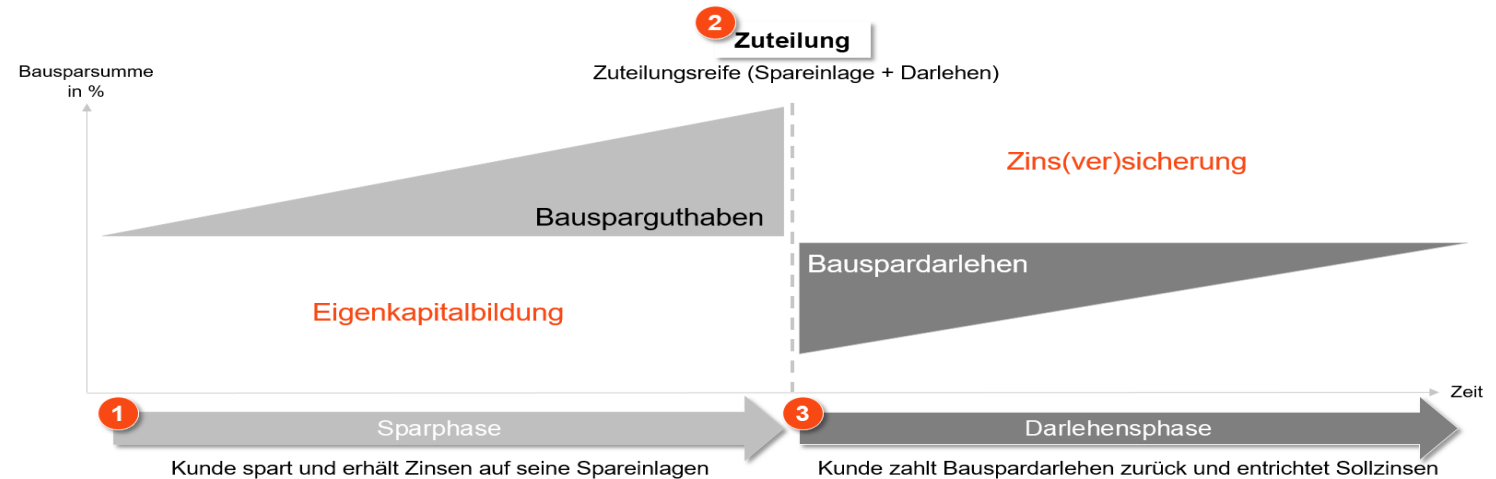 2
Zuteilung
Zuteilungsreife (Spareinlage + Darlehen)
Bausparsumme
in %
Zins(ver)sicherung
Bausparguthaben
Bauspardarlehen
Eigenkapitalbildung
Zeit
1
Sparphase
3
Darlehensphase
Kunde spart und erhält Zinsen auf seine Spareinlagen
Kunde zahlt Bauspardarlehen zurück und entrichtet Sollzinsen